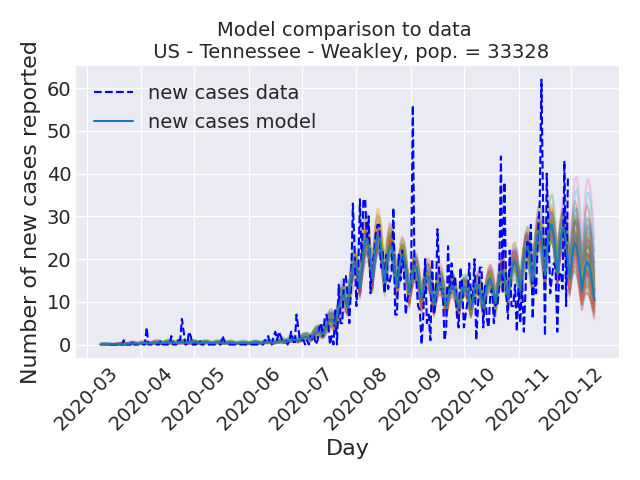 Model comparison to data
US - Tennessee - Weakley, pop. = 33328
Number of new cases reported
60
50
40
30
20
10
0
new cases data
new cases model
2020-03
2020-04
2020-05
2020-06
2020-07
2020-08
2020-09
2020-10
2020-11
2020-12
Day